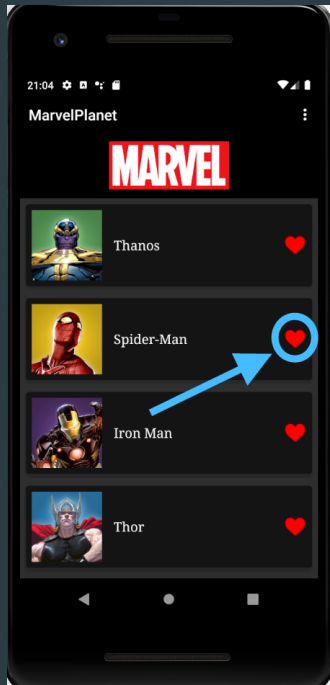 21:04
MarvelPlanet
MARVEL
Thanos
Spider-Man
Iron Man
Thor